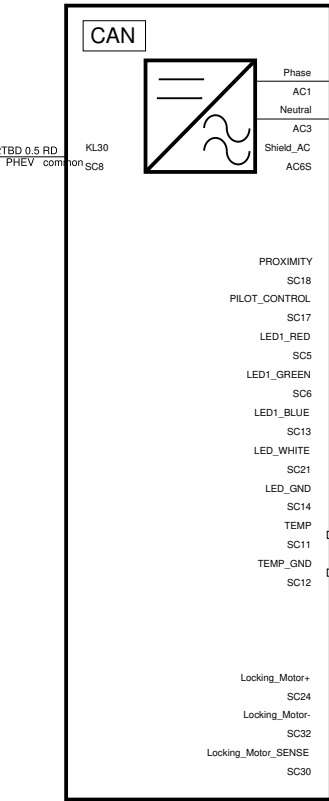 CAN
Phase
AC1
Neutral
AC3
TBD 0.5 RD
KL30
Shield_AC
PHEV common
SC8
AC6S
PROXIMITY
SC18
PILOT_CONTROL
SC17
LED1_RED
SC5
LED1_GREEN
SC6
LED1_BLUE
SC13
LED_WHITE
SC21
LED_GND
SC14
TEMP
SC11
TEMP_GND
SC12
Locking_Motor+
SC24
Locking_Motor-
SC32
Locking_Motor_SENSE
SC30